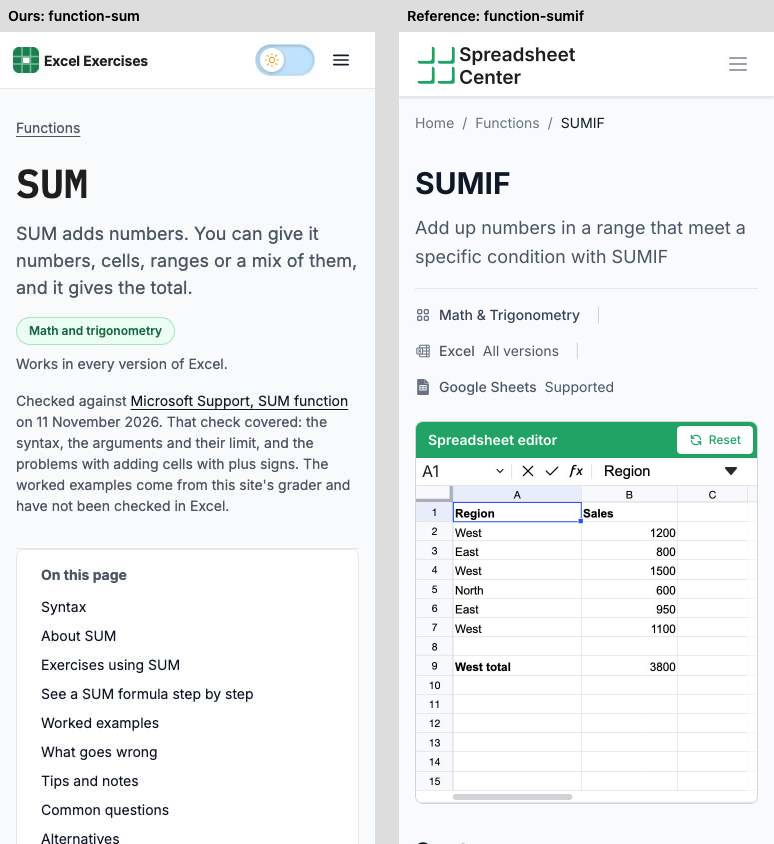 Ours: function-sum
Excel Exercises
Functions
SUM
SUM adds numbers. You can give it
numbers, cells, ranges or a mix of them,
and it gives the total.
Math and trigonometry
Works in every version of Excel.
Checked against Microsoft Support, SUM function
on 11 November 2026. That check covered: the
syntax, the arguments and their limit, and the
problems with adding cells with plus signs. The
worked examples come from this site's grader and
have not been checked in Excel.
On this page
Syntax
About SUM
Exercises using SUM
See a SUM formula step by step
Worked examples
What goes wrong
Tips and notes
Common questions
Alternatives
Reference: function-sumif
Spreadsheet
Center
Home / Functions / SUMIF
SUMIF
Add up numbers in a range that meet a
specific condition with SUMIF
Math & Trigonometry
Excel All versions
Google Sheets Supported
Spreadsheet editor Reset
A1 fx Region
A B C
1 Region Sales
2 West 1200
3 East 800
4 West 1500
5 North 600
6 East 950
7 West 1100
8
9 West total 3800
10
11
12
13
14
15